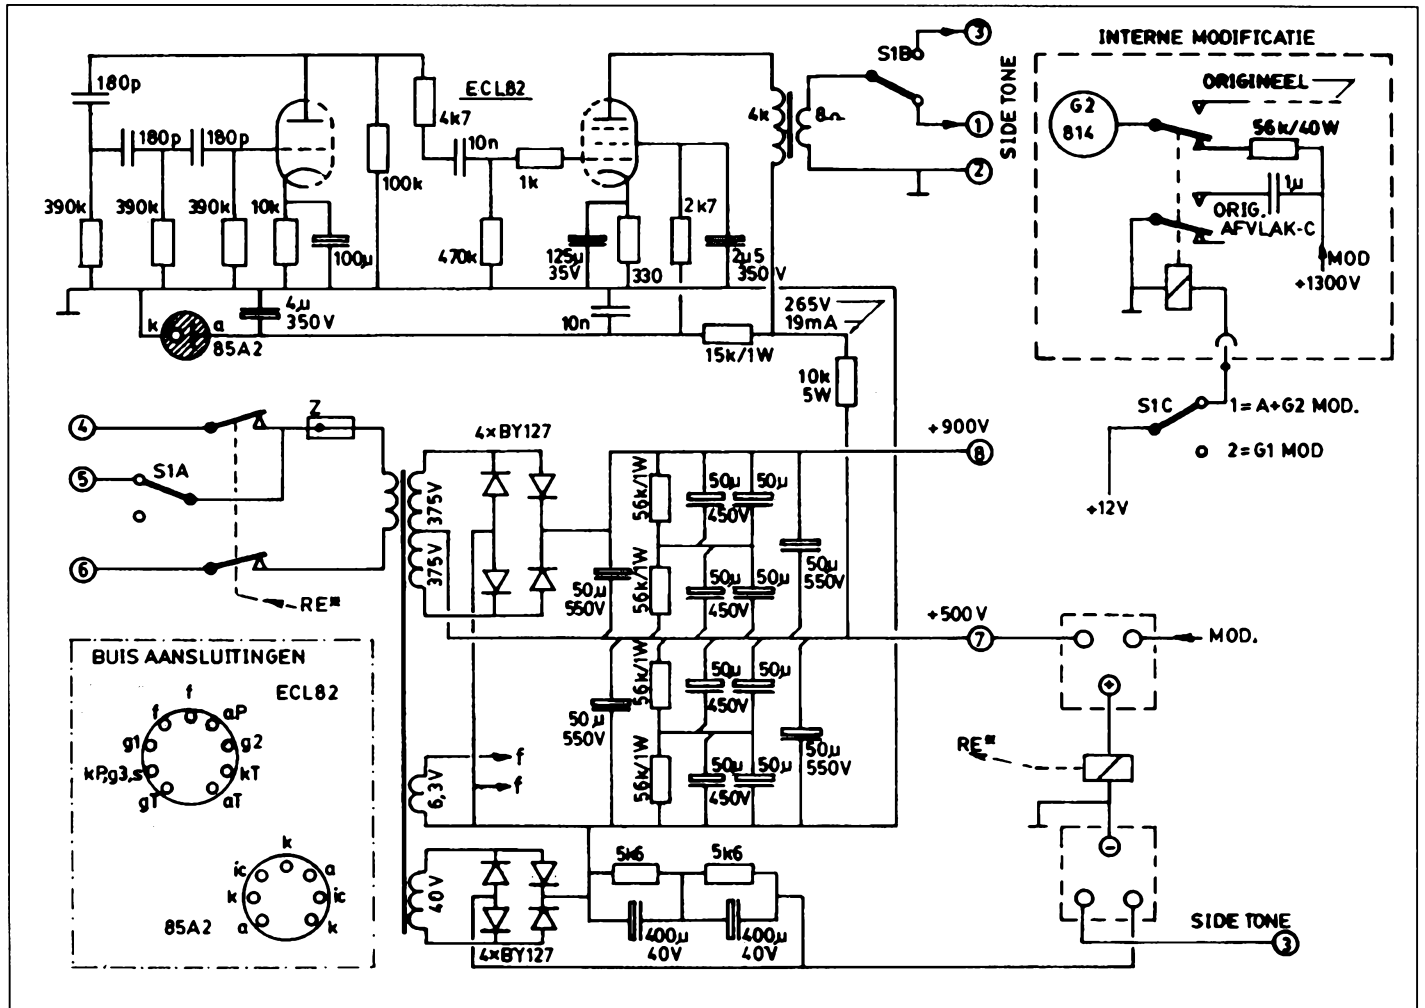 180p
180p
180p
390k
390k
390k
10k
100µ
100k
4k7
ECL82
10n
1k
470k
125µ
35V
330
2k7
2µ5
350V
4k
8Ω
S1B
3
1
2
SIDE TONE
4µ
350V
k
a
85A2
10n
15k/1W
265V
19mA
10k
5W
INTERNE MODIFICATIE
ORIGINEEL
G2
814
56k/40W
1µ
ORIG.
AFVLAK-C
MOD
+1300V
S1C
1=A+G2 MOD.
2=G1 MOD
+12V
4
5
6
S1A
Z
RE*
4×BY127
375V
375V
+900V
8
56k/1W
56k/1W
56k/1W
56k/1W
50µ
50µ
450V
50µ
50µ
450V
50µ
550V
50µ
550V
+500V
7
MOD.
50µ
50µ
450V
50µ
50µ
450V
50µ
550V
50µ
550V
6,3V
f
f
BUIS AANSLUITINGEN
ECL82
f
f
aP
g1
g2
kP,g3,s
kT
gT
aT
k
ic
a
k
ic
85A2
a
k
40V
4×BY127
5k6
5k6
400µ
40V
400µ
40V
RE*
+
-
SIDE TONE
3